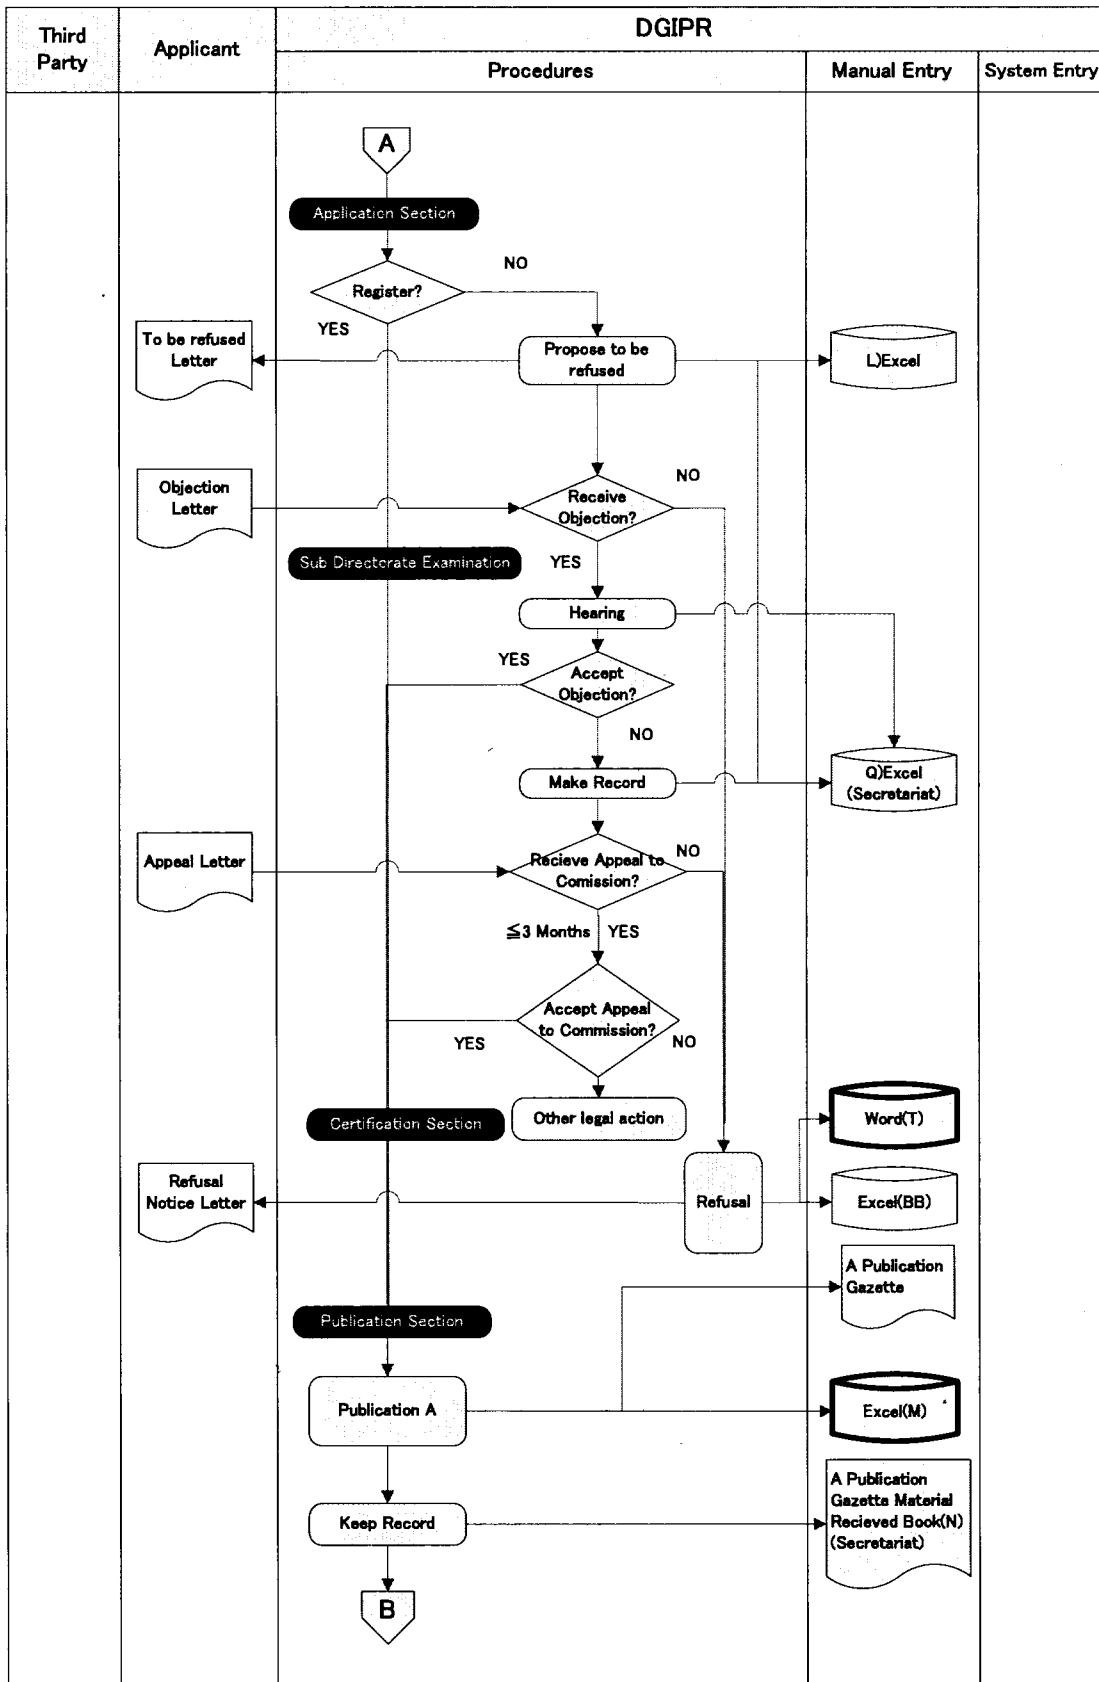 Third
Party
Applicant
DGIPR
Procedures
Manual Entry
System Entry
A
Application Section
NO
Register?
YES
To be refused
Letter
Propose to be
refused
L)Excel
Objection
Letter
NO
Receive
Objection?
Sub Directorate Examination
YES
Hearing
YES
Accept
Objection?
NO
Make Record
Q)Excel
(Secretariat)
Appeal Letter
NO
Recieve Appeal to
Comission?
≦3 Months
YES
Accept Appeal
to Commission?
YES
NO
Other legal action
Certification Section
Word(T)
Refusal
Notice Letter
Refusal
Excel(BB)
A Publication
Gazette
Publication Section
Publication A
Excel(M)
A Publication
Gazette Material
Recieved Book(N)
(Secretariat)
Keep Record
B